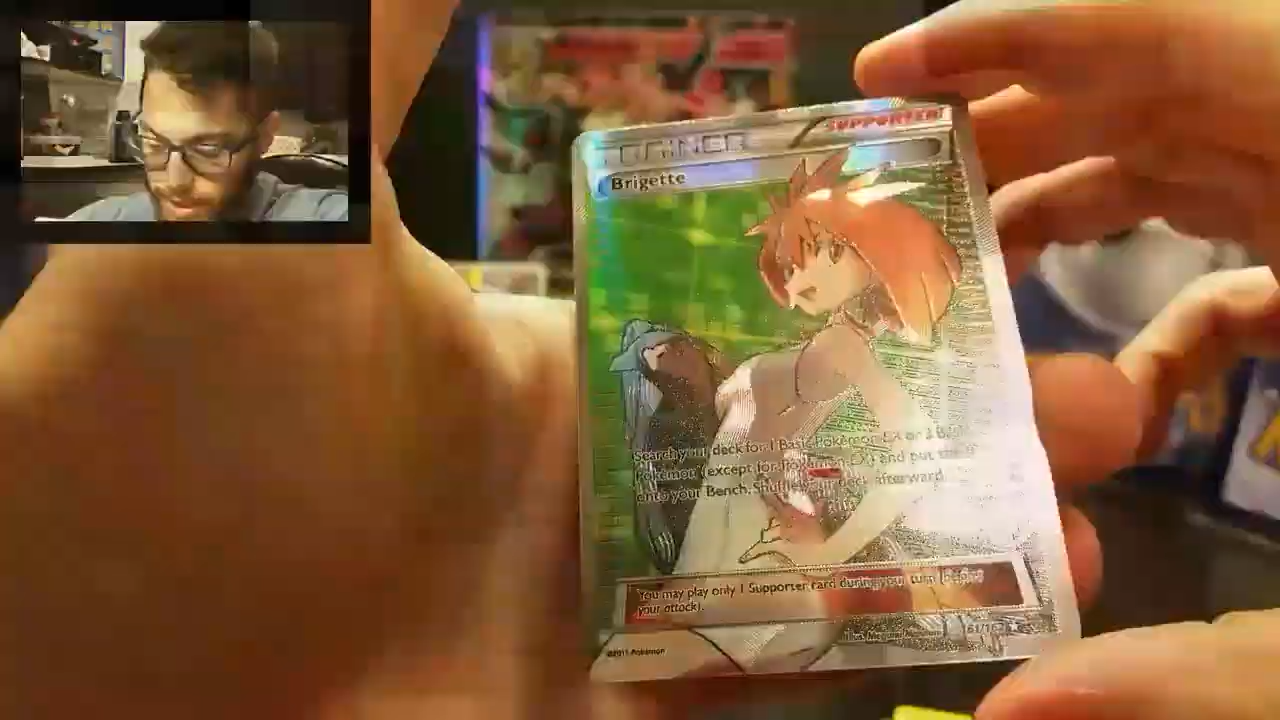 TRAINER
SUPPORTER
Brigette
Search your deck for 1 Basic Pokémon-EX or 3 Basic
Pokémon (except for Pokémon-EX) and put them
onto your Bench. Shuffle your deck afterward.
You may play only 1 Supporter card during your turn (before
your attack).
©2015 Pokémon